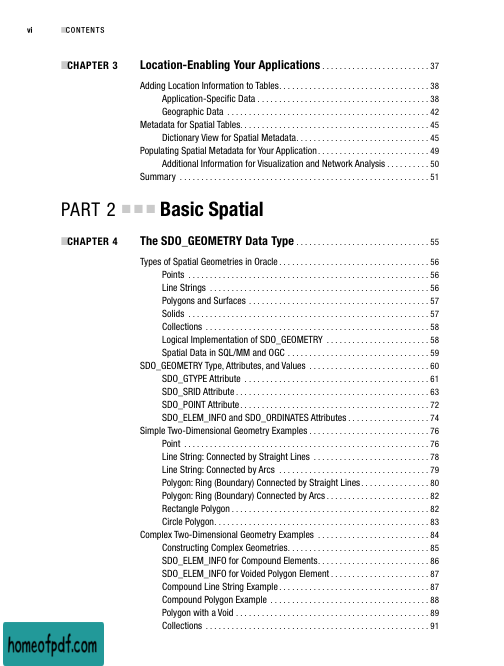 vi ■CONTENTS
■CHAPTER 3 Location-Enabling Your Applications . . . . . . . . . . . . . . . . . . . . . . . . . 37
Adding Location Information to Tables. . . . . . . . . . . . . . . . . . . . . . . . . . . . . . . . . . . 38
Application-Specific Data . . . . . . . . . . . . . . . . . . . . . . . . . . . . . . . . . . . . . . . . 38
Geographic Data . . . . . . . . . . . . . . . . . . . . . . . . . . . . . . . . . . . . . . . . . . . . . . . 42
Metadata for Spatial Tables. . . . . . . . . . . . . . . . . . . . . . . . . . . . . . . . . . . . . . . . . . . . 45
Dictionary View for Spatial Metadata. . . . . . . . . . . . . . . . . . . . . . . . . . . . . . . 45
Populating Spatial Metadata for Your Application. . . . . . . . . . . . . . . . . . . . . . . . . . 49
Additional Information for Visualization and Network Analysis . . . . . . . . . . 50
Summary . . . . . . . . . . . . . . . . . . . . . . . . . . . . . . . . . . . . . . . . . . . . . . . . . . . . . . . . . . 51
PART 2 ■ ■ ■ Basic Spatial
■CHAPTER 4 The SDO_GEOMETRY Data Type . . . . . . . . . . . . . . . . . . . . . . . . . . . . . . . 55
Types of Spatial Geometries in Oracle . . . . . . . . . . . . . . . . . . . . . . . . . . . . . . . . . . . 56
Points . . . . . . . . . . . . . . . . . . . . . . . . . . . . . . . . . . . . . . . . . . . . . . . . . . . . . . . . 56
Line Strings . . . . . . . . . . . . . . . . . . . . . . . . . . . . . . . . . . . . . . . . . . . . . . . . . . . 56
Polygons and Surfaces . . . . . . . . . . . . . . . . . . . . . . . . . . . . . . . . . . . . . . . . . . 57
Solids . . . . . . . . . . . . . . . . . . . . . . . . . . . . . . . . . . . . . . . . . . . . . . . . . . . . . . . . 57
Collections . . . . . . . . . . . . . . . . . . . . . . . . . . . . . . . . . . . . . . . . . . . . . . . . . . . . 58
Logical Implementation of SDO_GEOMETRY . . . . . . . . . . . . . . . . . . . . . . . . 58
Spatial Data in SQL/MM and OGC . . . . . . . . . . . . . . . . . . . . . . . . . . . . . . . . . 59
SDO_GEOMETRY Type, Attributes, and Values . . . . . . . . . . . . . . . . . . . . . . . . . . . . 60
SDO_GTYPE Attribute . . . . . . . . . . . . . . . . . . . . . . . . . . . . . . . . . . . . . . . . . . . 61
SDO_SRID Attribute . . . . . . . . . . . . . . . . . . . . . . . . . . . . . . . . . . . . . . . . . . . . . 63
SDO_POINT Attribute . . . . . . . . . . . . . . . . . . . . . . . . . . . . . . . . . . . . . . . . . . . . 72
SDO_ELEM_INFO and SDO_ORDINATES Attributes . . . . . . . . . . . . . . . . . . . 74
Simple Two-Dimensional Geometry Examples . . . . . . . . . . . . . . . . . . . . . . . . . . . . 76
Point . . . . . . . . . . . . . . . . . . . . . . . . . . . . . . . . . . . . . . . . . . . . . . . . . . . . . . . . . 76
Line String: Connected by Straight Lines . . . . . . . . . . . . . . . . . . . . . . . . . . . 78
Line String: Connected by Arcs . . . . . . . . . . . . . . . . . . . . . . . . . . . . . . . . . . . 79
Polygon: Ring (Boundary) Connected by Straight Lines . . . . . . . . . . . . . . . . 80
Polygon: Ring (Boundary) Connected by Arcs . . . . . . . . . . . . . . . . . . . . . . . . 82
Rectangle Polygon . . . . . . . . . . . . . . . . . . . . . . . . . . . . . . . . . . . . . . . . . . . . . . 82
Circle Polygon. . . . . . . . . . . . . . . . . . . . . . . . . . . . . . . . . . . . . . . . . . . . . . . . . . 83
Complex Two-Dimensional Geometry Examples . . . . . . . . . . . . . . . . . . . . . . . . . . 84
Constructing Complex Geometries. . . . . . . . . . . . . . . . . . . . . . . . . . . . . . . . . 85
SDO_ELEM_INFO for Compound Elements. . . . . . . . . . . . . . . . . . . . . . . . . . 86
SDO_ELEM_INFO for Voided Polygon Element . . . . . . . . . . . . . . . . . . . . . . . 87
Compound Line String Example . . . . . . . . . . . . . . . . . . . . . . . . . . . . . . . . . . . 87
Compound Polygon Example . . . . . . . . . . . . . . . . . . . . . . . . . . . . . . . . . . . . . 88
Polygon with a Void . . . . . . . . . . . . . . . . . . . . . . . . . . . . . . . . . . . . . . . . . . . . . 89
Collections . . . . . . . . . . . . . . . . . . . . . . . . . . . . . . . . . . . . . . . . . . . . . . . . . . . . 91
homeofpdf.com